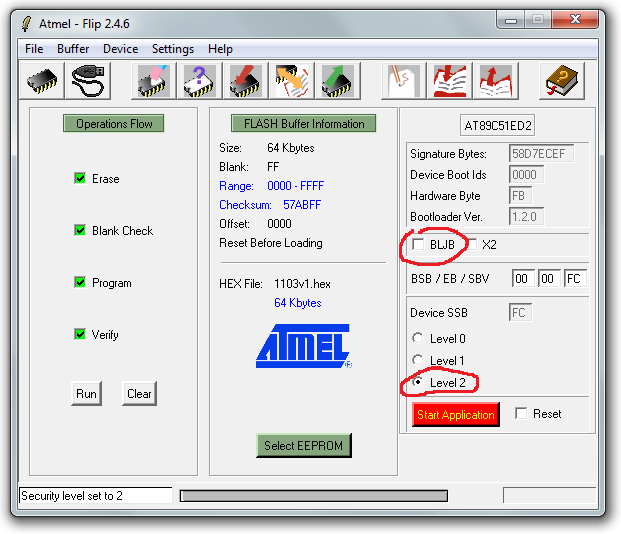 Atmel - Flip 2.4.6
File Buffer Device Settings Help
Operations Flow
Erase
Blank Check
Program
Verify
Run Clear
FLASH Buffer Information
Size: 64 Kbytes
Blank: FF
Range: 0000 - FFFF
Checksum: 57ABFF
Offset: 0000
Reset Before Loading
HEX File: 1103v1.hex
64 Kbytes
ATMEL
Select EEPROM
AT89C51ED2
Signature Bytes: 58D7ECEF
Device Boot Ids 0000
Hardware Byte FB
Bootloader Ver. 1.2.0
BLJB X2
BSB / EB / SBV 00 00 FC
Device SSB FC
Level 0
Level 1
Level 2
Start Application Reset
Security level set to 2